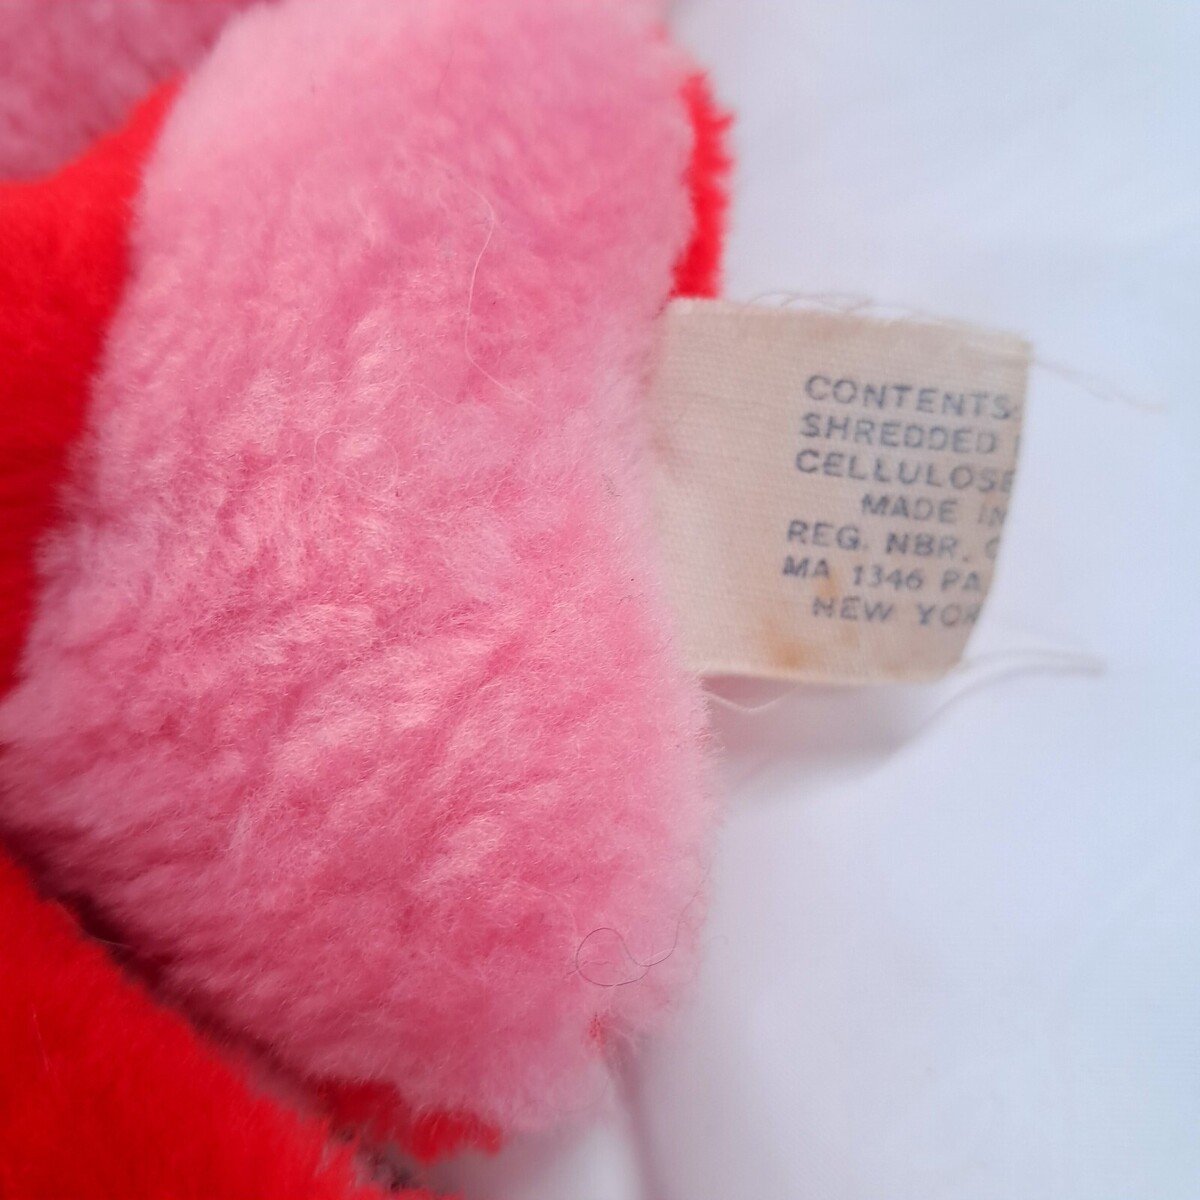 CONTENTS:
SHREDDED
CELLULOSE
MADE IN
REG. NBR.
MA 1346 PA
NEW YOR